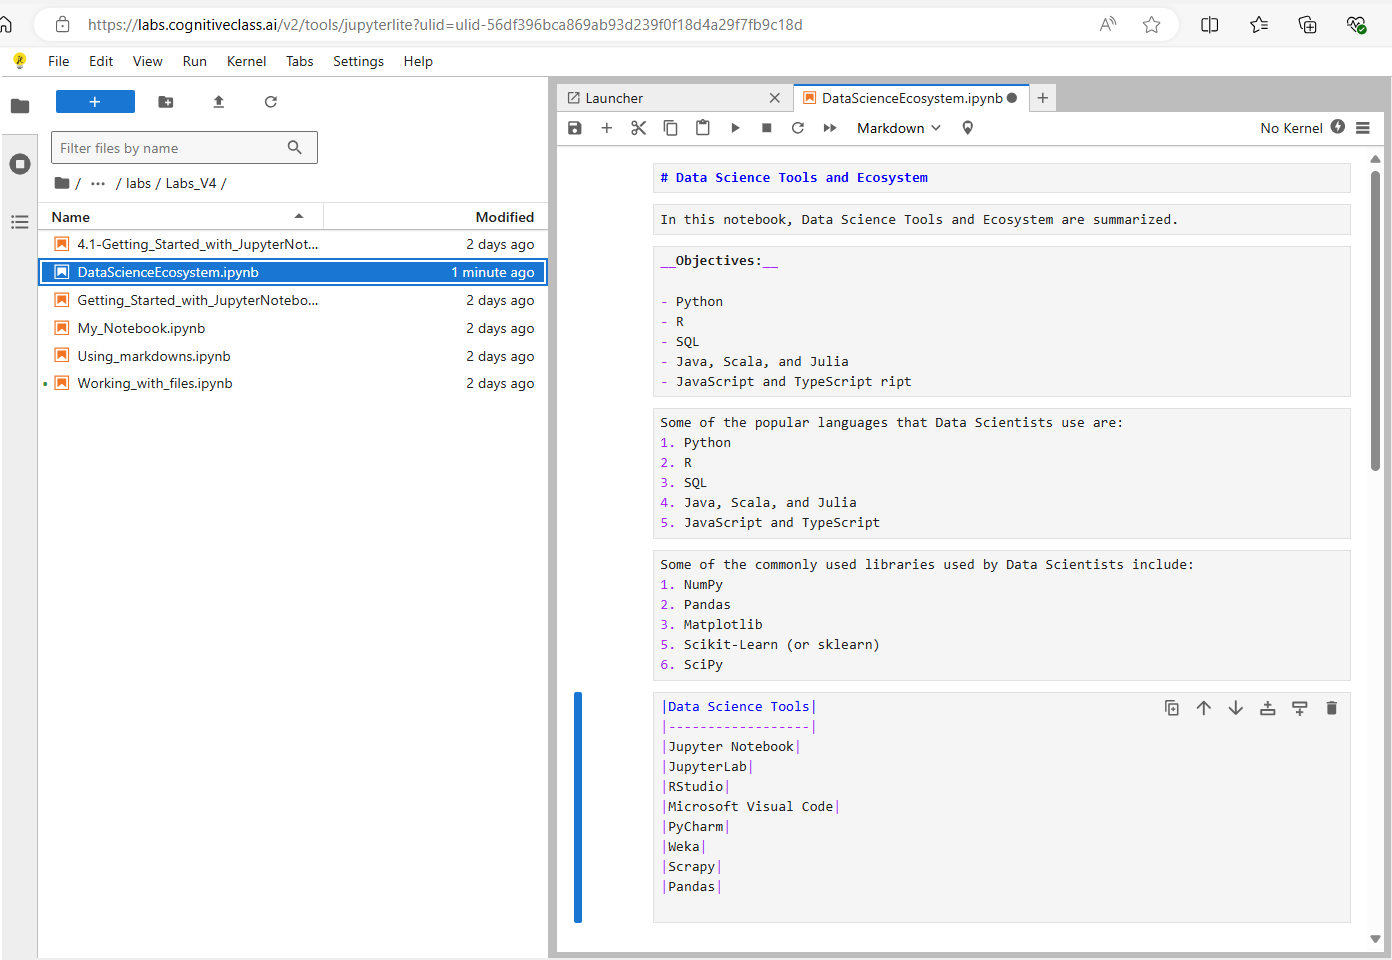 https://labs.cognitiveclass.ai/v2/tools/jupyterlite?ulid=ulid-56df396bca869ab93d239f0f18d4a29f7fb9c18d
File Edit View Run Kernel Tabs Settings Help
Filter files by name
/ ··· / labs / Labs_V4 /
Name Modified
4.1-Getting_Started_with_JupyterNot... 2 days ago
DataScienceEcosystem.ipynb 1 minute ago
Getting_Started_with_JupyterNotebo... 2 days ago
My_Notebook.ipynb 2 days ago
Using_markdowns.ipynb 2 days ago
Working_with_files.ipynb 2 days ago
Launcher DataScienceEcosystem.ipynb
Markdown No Kernel
# Data Science Tools and Ecosystem
In this notebook, Data Science Tools and Ecosystem are summarized.
__Objectives:__
- Python
- R
- SQL
- Java, Scala, and Julia
- JavaScript and TypeScript ript
Some of the popular languages that Data Scientists use are:
1. Python
2. R
3. SQL
4. Java, Scala, and Julia
5. JavaScript and TypeScript
Some of the commonly used libraries used by Data Scientists include:
1. NumPy
2. Pandas
3. Matplotlib
5. Scikit-Learn (or sklearn)
6. SciPy
|Data Science Tools|
|------------------|
|Jupyter Notebook|
|JupyterLab|
|RStudio|
|Microsoft Visual Code|
|PyCharm|
|Weka|
|Scrapy|
|Pandas|